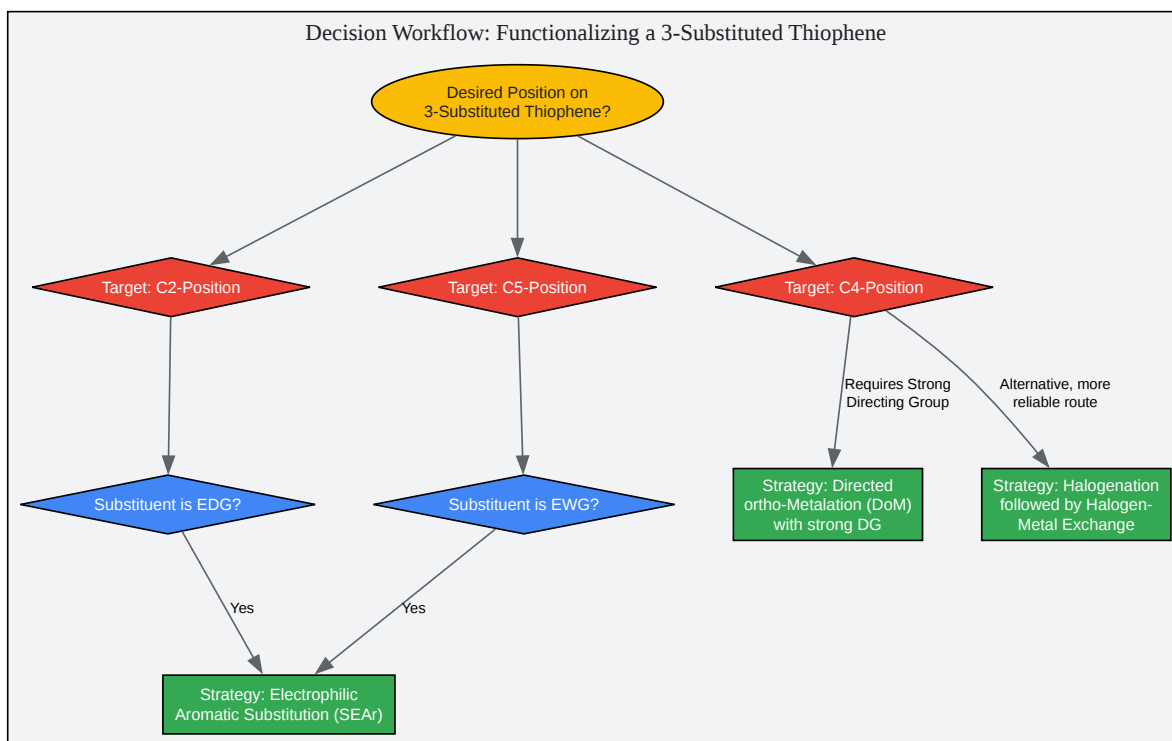 Decision Workflow: Functionalizing a 3-Substituted Thiophene
Desired Position on
3-Substituted Thiophene?
Target: C2-Position
Target: C5-Position
Target: C4-Position
Requires Strong
Directing Group
Alternative, more
reliable route
Substituent is EDG?
Substituent is EWG?
Strategy: Directed
ortho-Metalation (DoM)
with strong DG
Strategy: Halogenation
followed by Halogen-
Metal Exchange
Yes
Yes
Strategy: Electrophilic
Aromatic Substitution (SEAr)